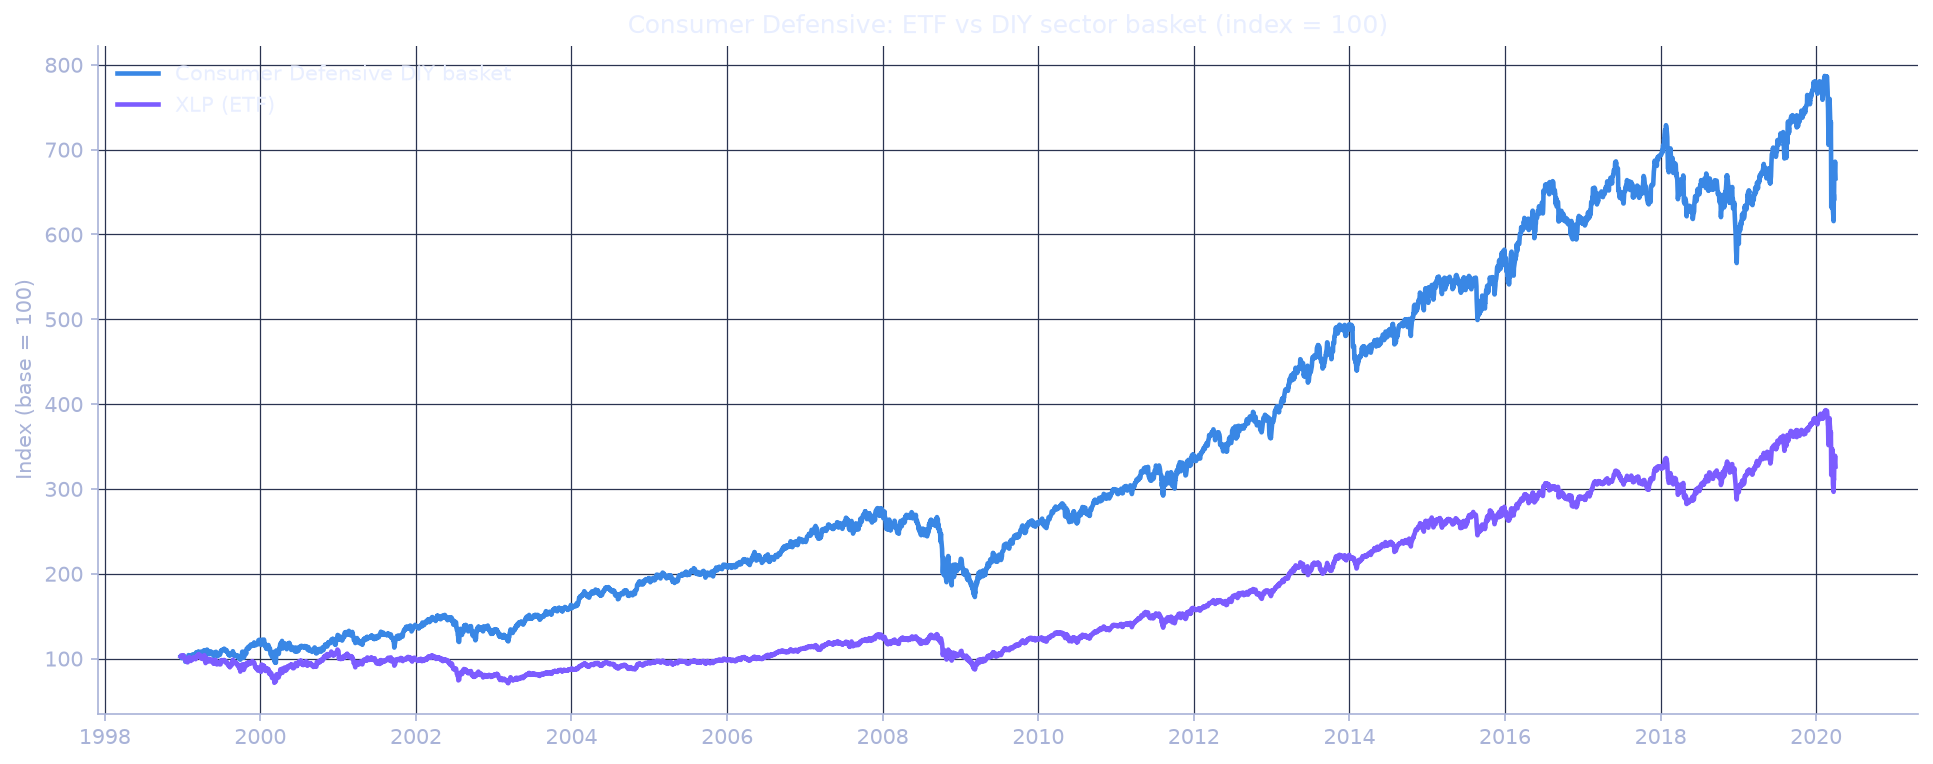 Consumer Defensive: ETF vs DIY sector basket (index = 100)
Consumer Defensive DIY basket
XLP (ETF)
Index (base = 100)
800
700
600
500
400
300
200
100
1998 2000 2002 2004 2006 2008 2010 2012 2014 2016 2018 2020